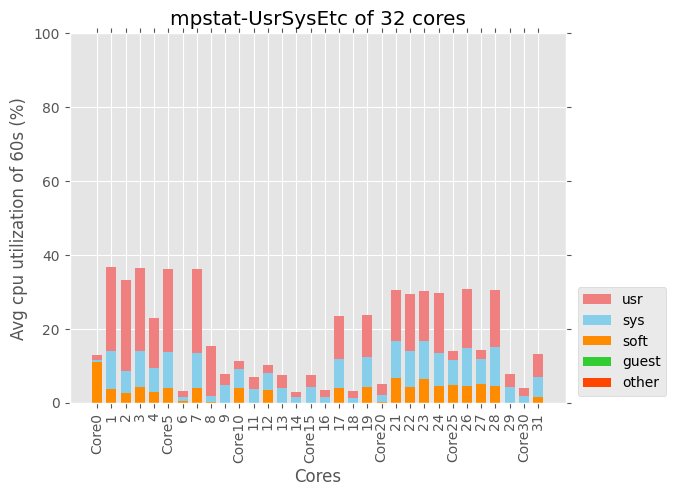 mpstat-UsrSysEtc of 32 cores
100
80
60
40
20
0
Avg cpu utilization of 60s (%)
Core0
1
2
3
4
Core5
6
7
8
9
Core10
11
12
13
14
Core15
16
17
18
19
Core20
21
22
23
24
Core25
26
27
28
29
Core30
31
Cores
usr
sys
soft
guest
other